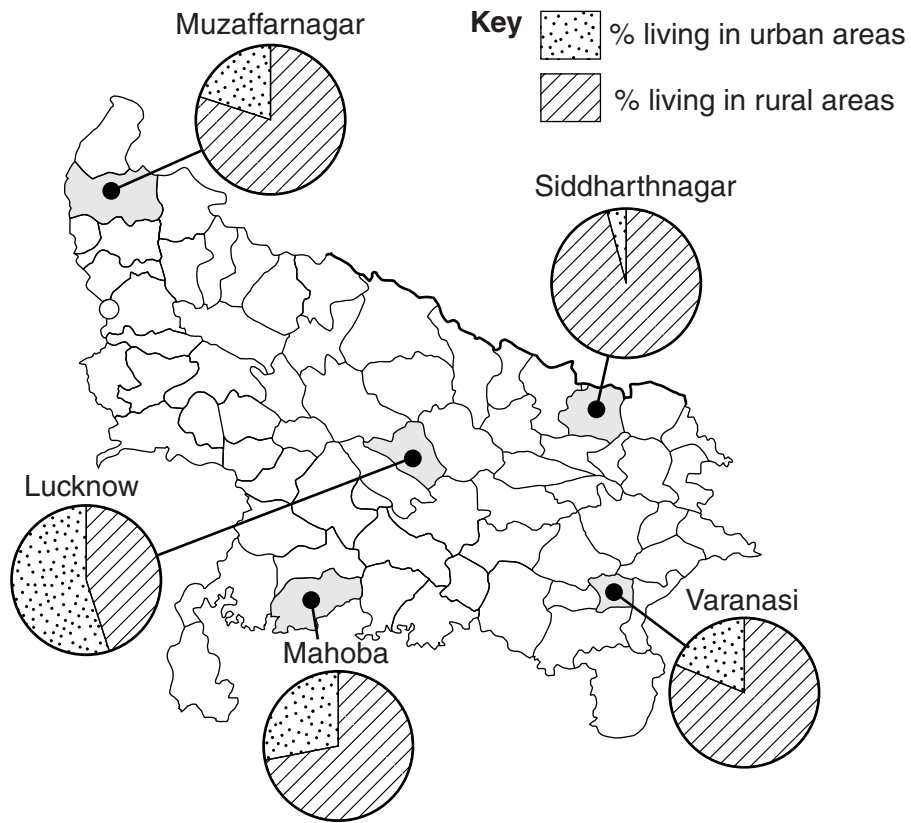 Muzaffarnagar
Key
% living in urban areas
% living in rural areas
Siddharthnagar
Lucknow
Varanasi
Mahoba